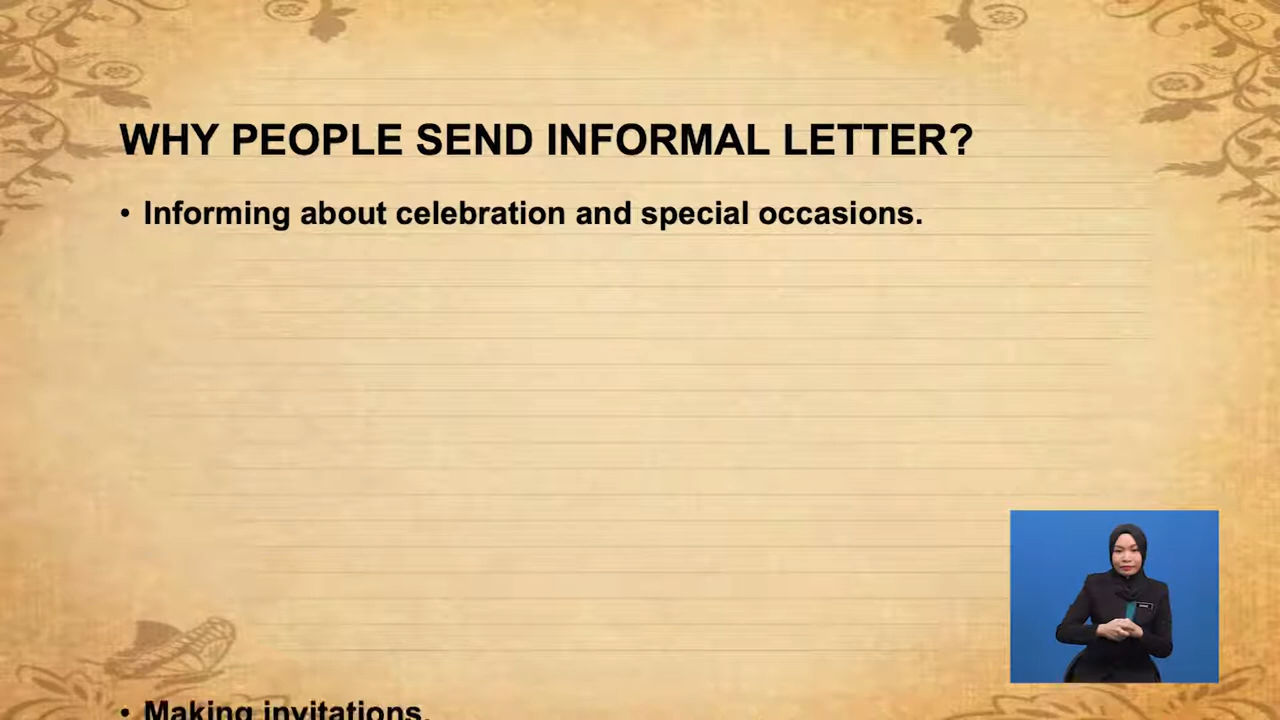 WHY PEOPLE SEND INFORMAL LETTER?
• Informing about celebration and special occasions.
• Making invitations.